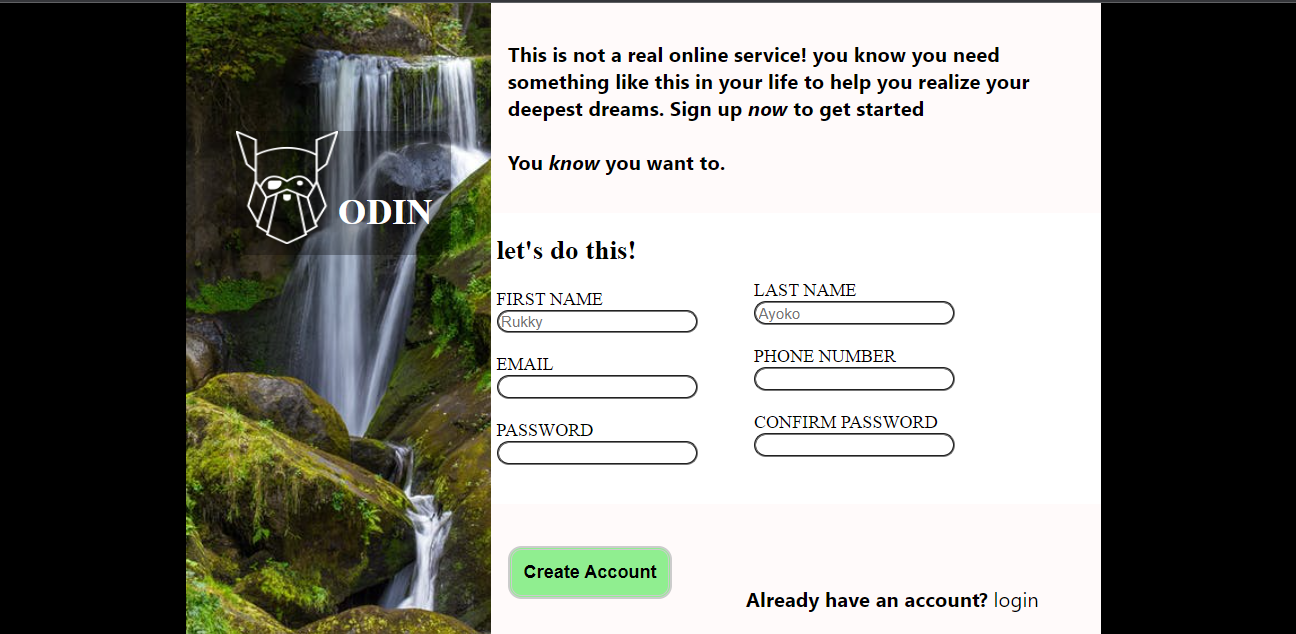 This is not a real online service! you know you need
something like this in your life to help you realize your
deepest dreams. Sign up now to get started
You know you want to.
ODIN
let's do this!
FIRST NAME
LAST NAME
Rukky
Ayoko
EMAIL
PHONE NUMBER
PASSWORD
CONFIRM PASSWORD
Create Account
Already have an account? login